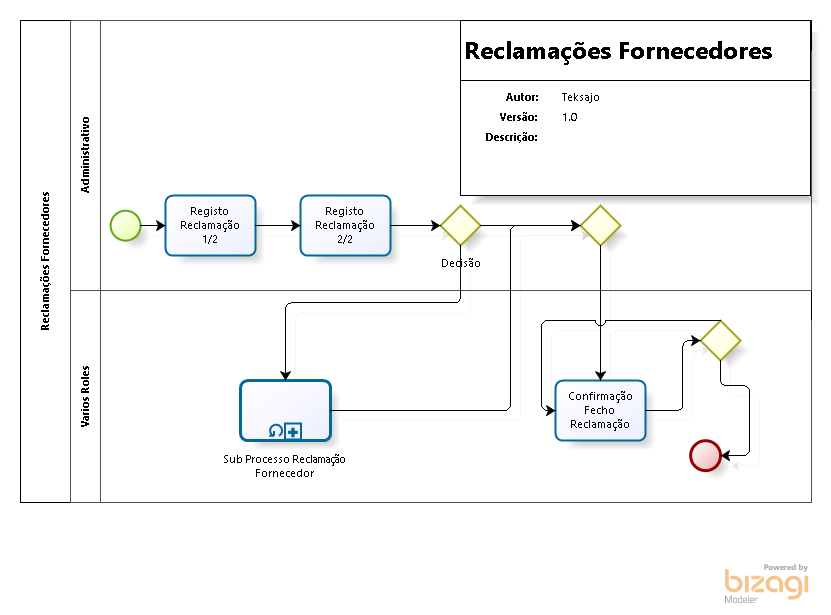 Reclamações Fornecedores
Autor: Teksajo
Versão: 1.0
Descrição:
Reclamações Fornecedores
Administrativo
Registo
Reclamação
1/2
Registo
Reclamação
2/2
Decisão
Varios Roles
Sub Processo Reclamação
Fornecedor
Confirmação
Fecho
Reclamação
Powered by
bizagi
Modeler